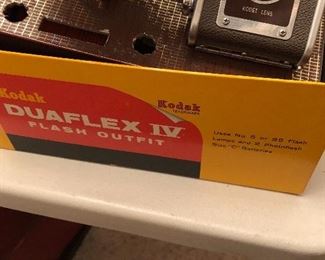 KODET LENS
Kodak
Kodak
TRADEMARK
DUAFLEX IV
FLASH OUTFIT
Uses No. 5 or 25 Flash
Lamps and 2 Photoflash
Size "C" Batteries